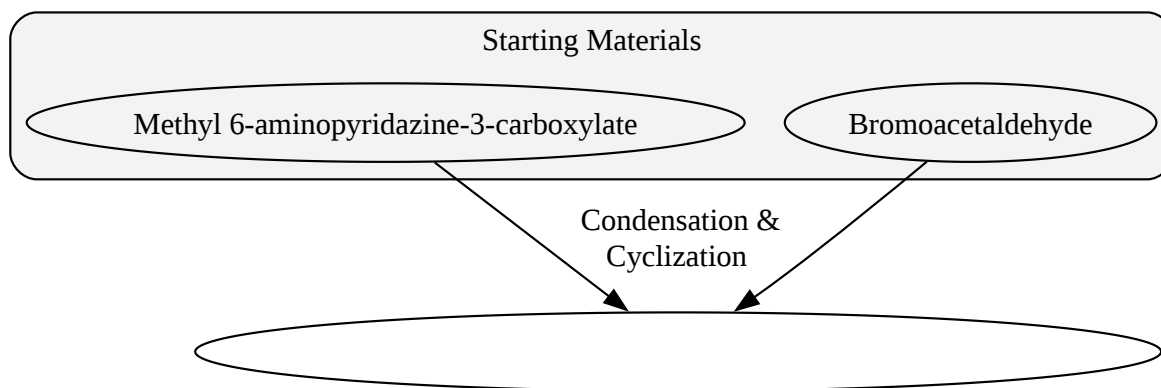 Starting Materials
Methyl 6-aminopyridazine-3-carboxylate
Bromoacetaldehyde
Condensation &
Cyclization